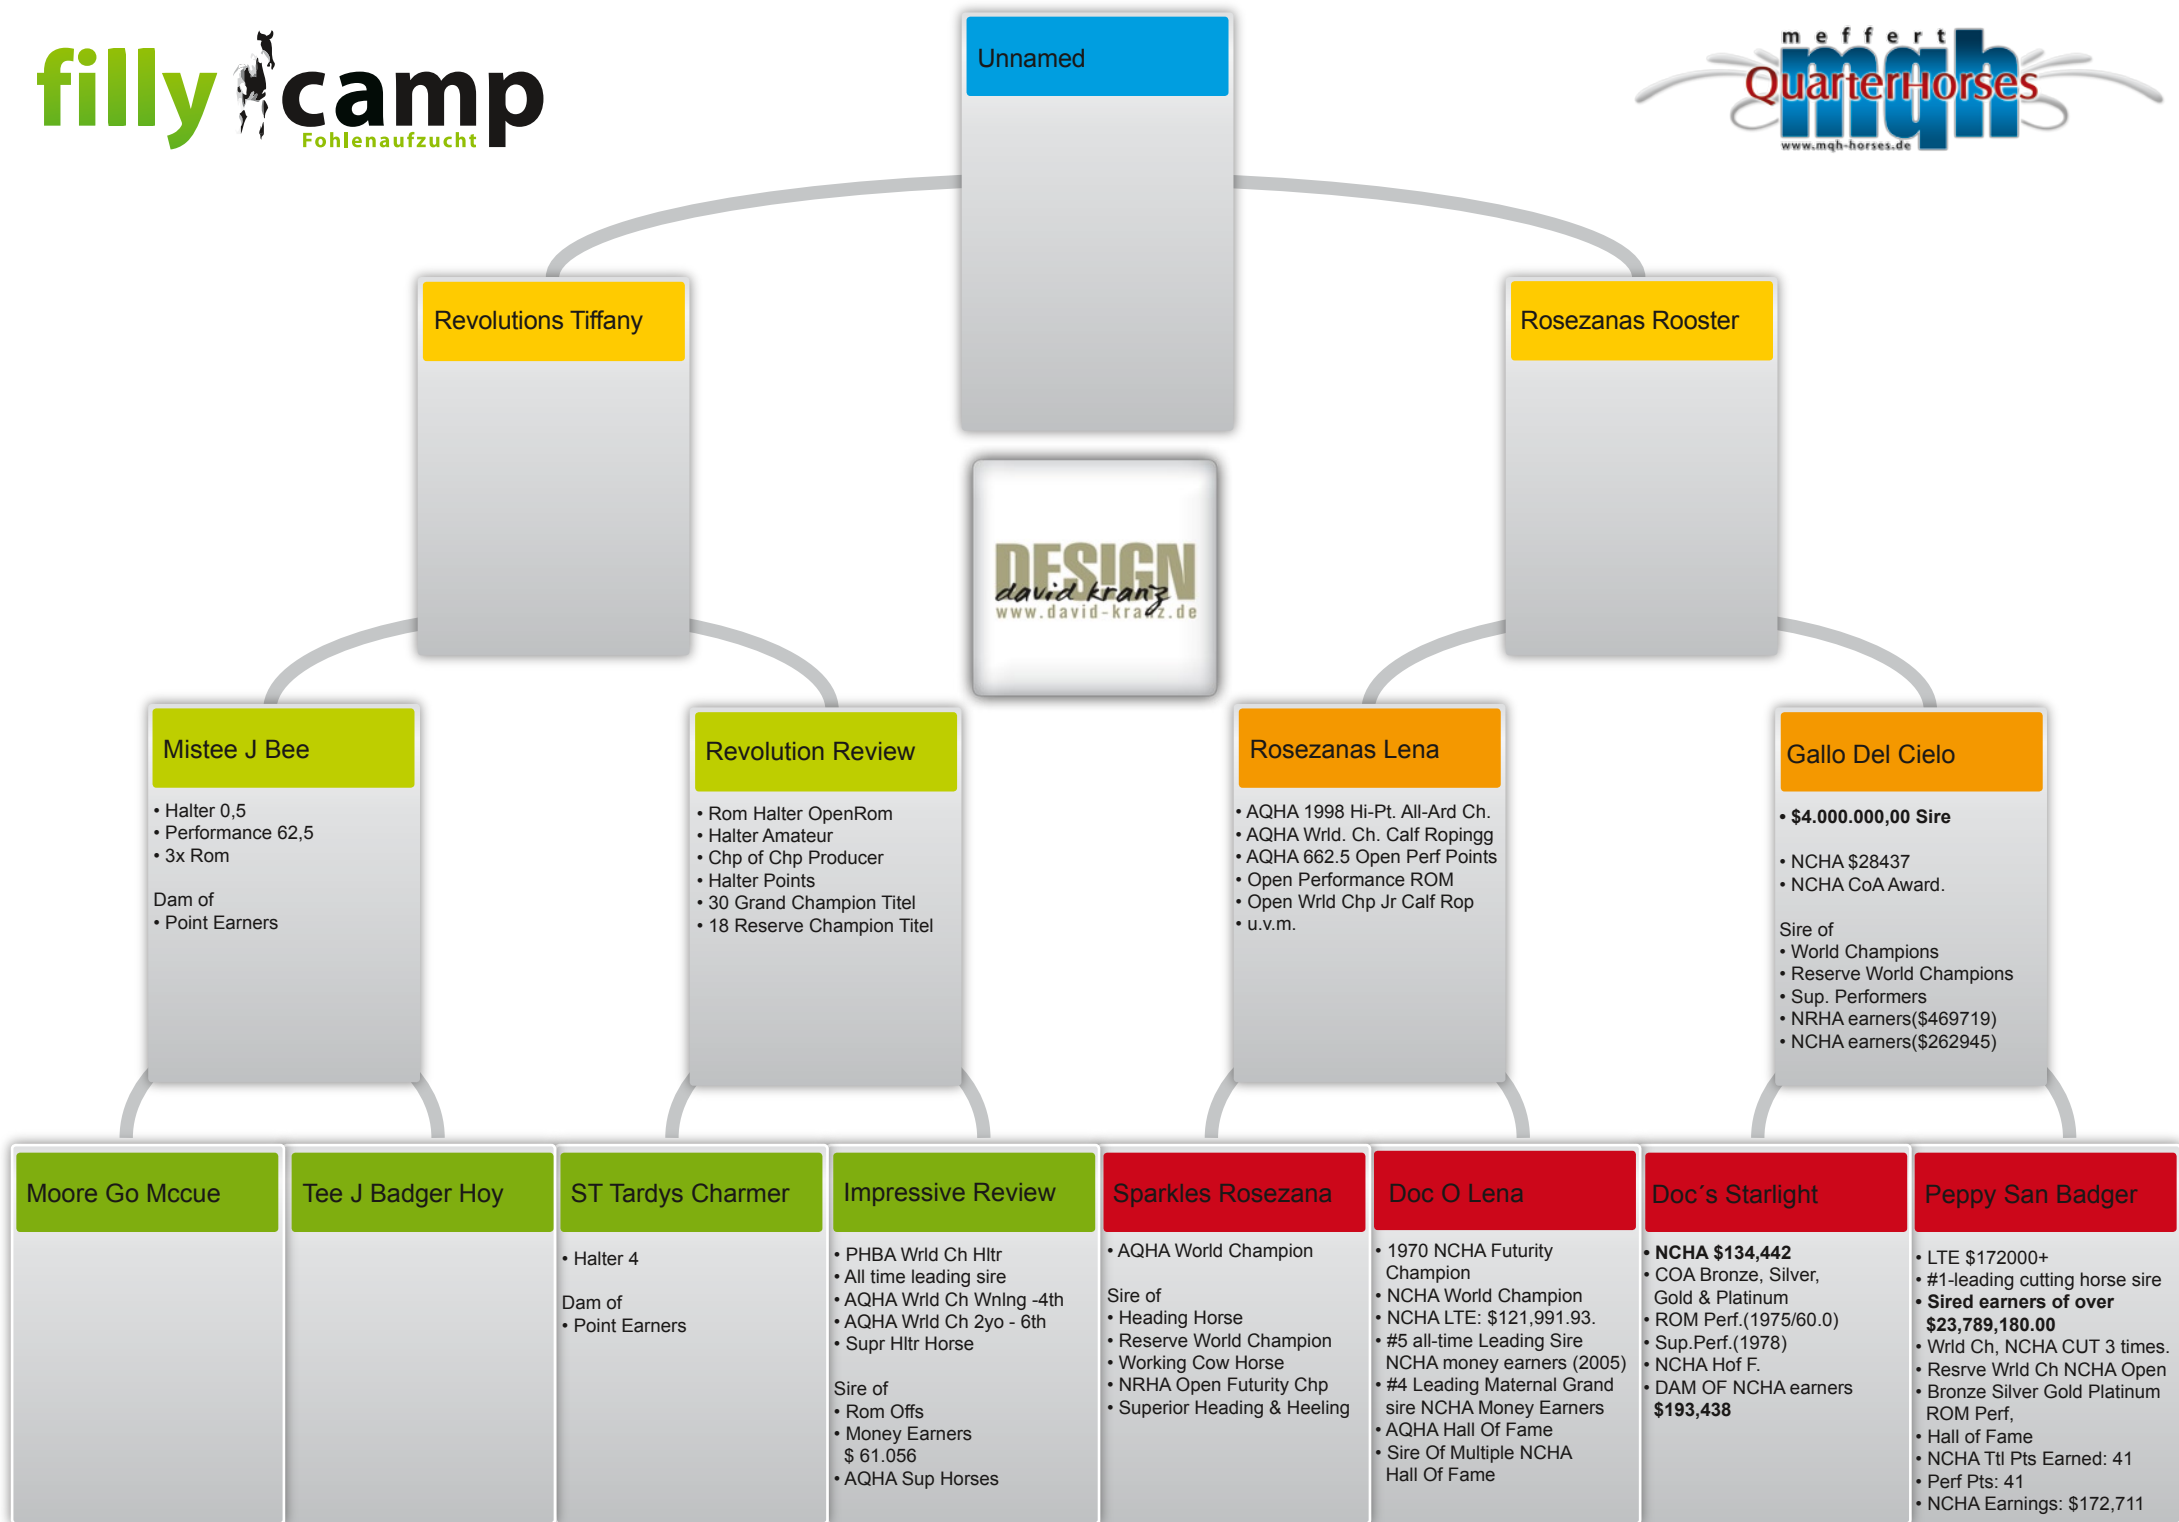 filly camp
Fohlenaufzucht
meffert
mqh
QuarterHorses
www.mqh-horses.de
Unnamed
Revolutions Tiffany
Rosezanas Rooster
DESIGN
david kranz
www.david-kranz.de
Mistee J Bee
• Halter 0,5
• Performance 62,5
• 3x Rom
Dam of
• Point Earners
Revolution Review
• Rom Halter OpenRom
• Halter Amateur
• Chp of Chp Producer
• Halter Points
• 30 Grand Champion Titel
• 18 Reserve Champion Titel
Rosezanas Lena
• AQHA 1998 Hi-Pt. All-Ard Ch.
• AQHA Wrld. Ch. Calf Ropingg
• AQHA 662.5 Open Perf Points
• Open Performance ROM
• Open Wrld Chp Jr Calf Rop
• u.v.m.
Gallo Del Cielo
• $4.000.000,00 Sire
• NCHA $28437
• NCHA CoA Award.
Sire of
• World Champions
• Reserve World Champions
• Sup. Performers
• NRHA earners($469719)
• NCHA earners($262945)
Moore Go Mccue
Tee J Badger Hoy
ST Tardys Charmer
• Halter 4
Dam of
• Point Earners
Impressive Review
• PHBA Wrld Ch Hltr
• All time leading sire
• AQHA Wrld Ch Wnlng -4th
• AQHA Wrld Ch 2yo - 6th
• Supr Hltr Horse
Sire of
• Rom Offs
• Money Earners
$ 61.056
• AQHA Sup Horses
Sparkles Rosezana
• AQHA World Champion
Sire of
• Heading Horse
• Reserve World Champion
• Working Cow Horse
• NRHA Open Futurity Chp
• Superior Heading & Heeling
Doc O Lena
• 1970 NCHA Futurity
Champion
• NCHA World Champion
• NCHA LTE: $121,991.93.
• #5 all-time Leading Sire
NCHA money earners (2005)
• #4 Leading Maternal Grand
sire NCHA Money Earners
• AQHA Hall Of Fame
• Sire Of Multiple NCHA
Hall Of Fame
Doc´s Starlight
• NCHA $134,442
• COA Bronze, Silver,
Gold & Platinum
• ROM Perf.(1975/60.0)
• Sup.Perf.(1978)
• NCHA Hof F.
• DAM OF NCHA earners
$193,438
Peppy San Badger
• LTE $172000+
• #1-leading cutting horse sire
• Sired earners of over
$23,789,180.00
• Wrld Ch, NCHA CUT 3 times.
• Resrve Wrld Ch NCHA Open
• Bronze Silver Gold Platinum
ROM Perf,
• Hall of Fame
• NCHA Ttl Pts Earned: 41
• Perf Pts: 41
• NCHA Earnings: $172,711